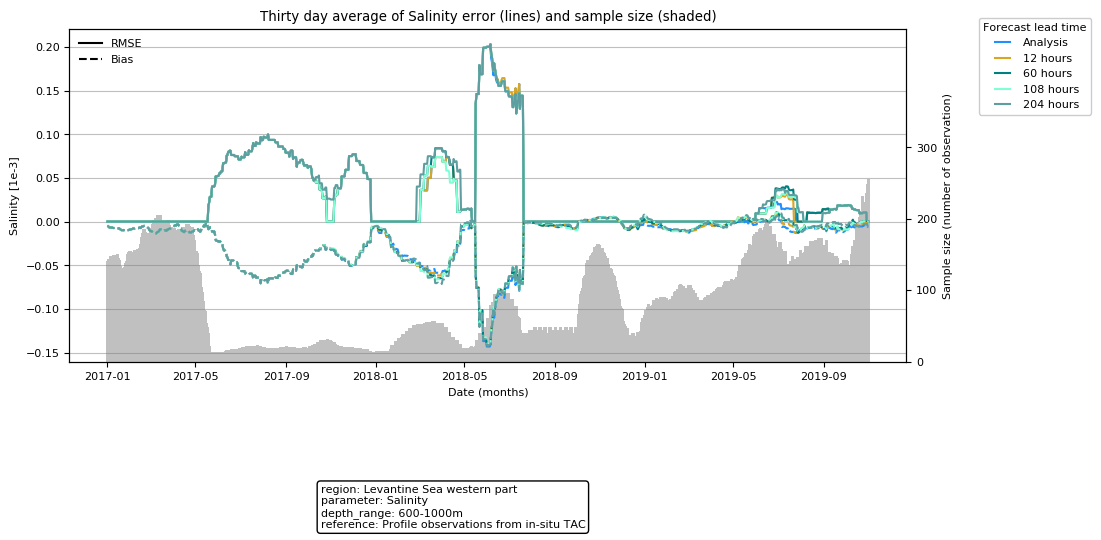 Thirty day average of Salinity error (lines) and sample size (shaded)
RMSE
Bias
Forecast lead time
Analysis
12 hours
60 hours
108 hours
204 hours
Salinity [1e-3]
0.20
0.15
0.10
0.05
0.00
−0.05
−0.10
−0.15
Sample size (number of observation)
300
200
100
0
2017-01
2017-05
2017-09
2018-01
2018-05
2018-09
2019-01
2019-05
2019-09
Date (months)
region: Levantine Sea western part
parameter: Salinity
depth_range: 600-1000m
reference: Profile observations from in-situ TAC